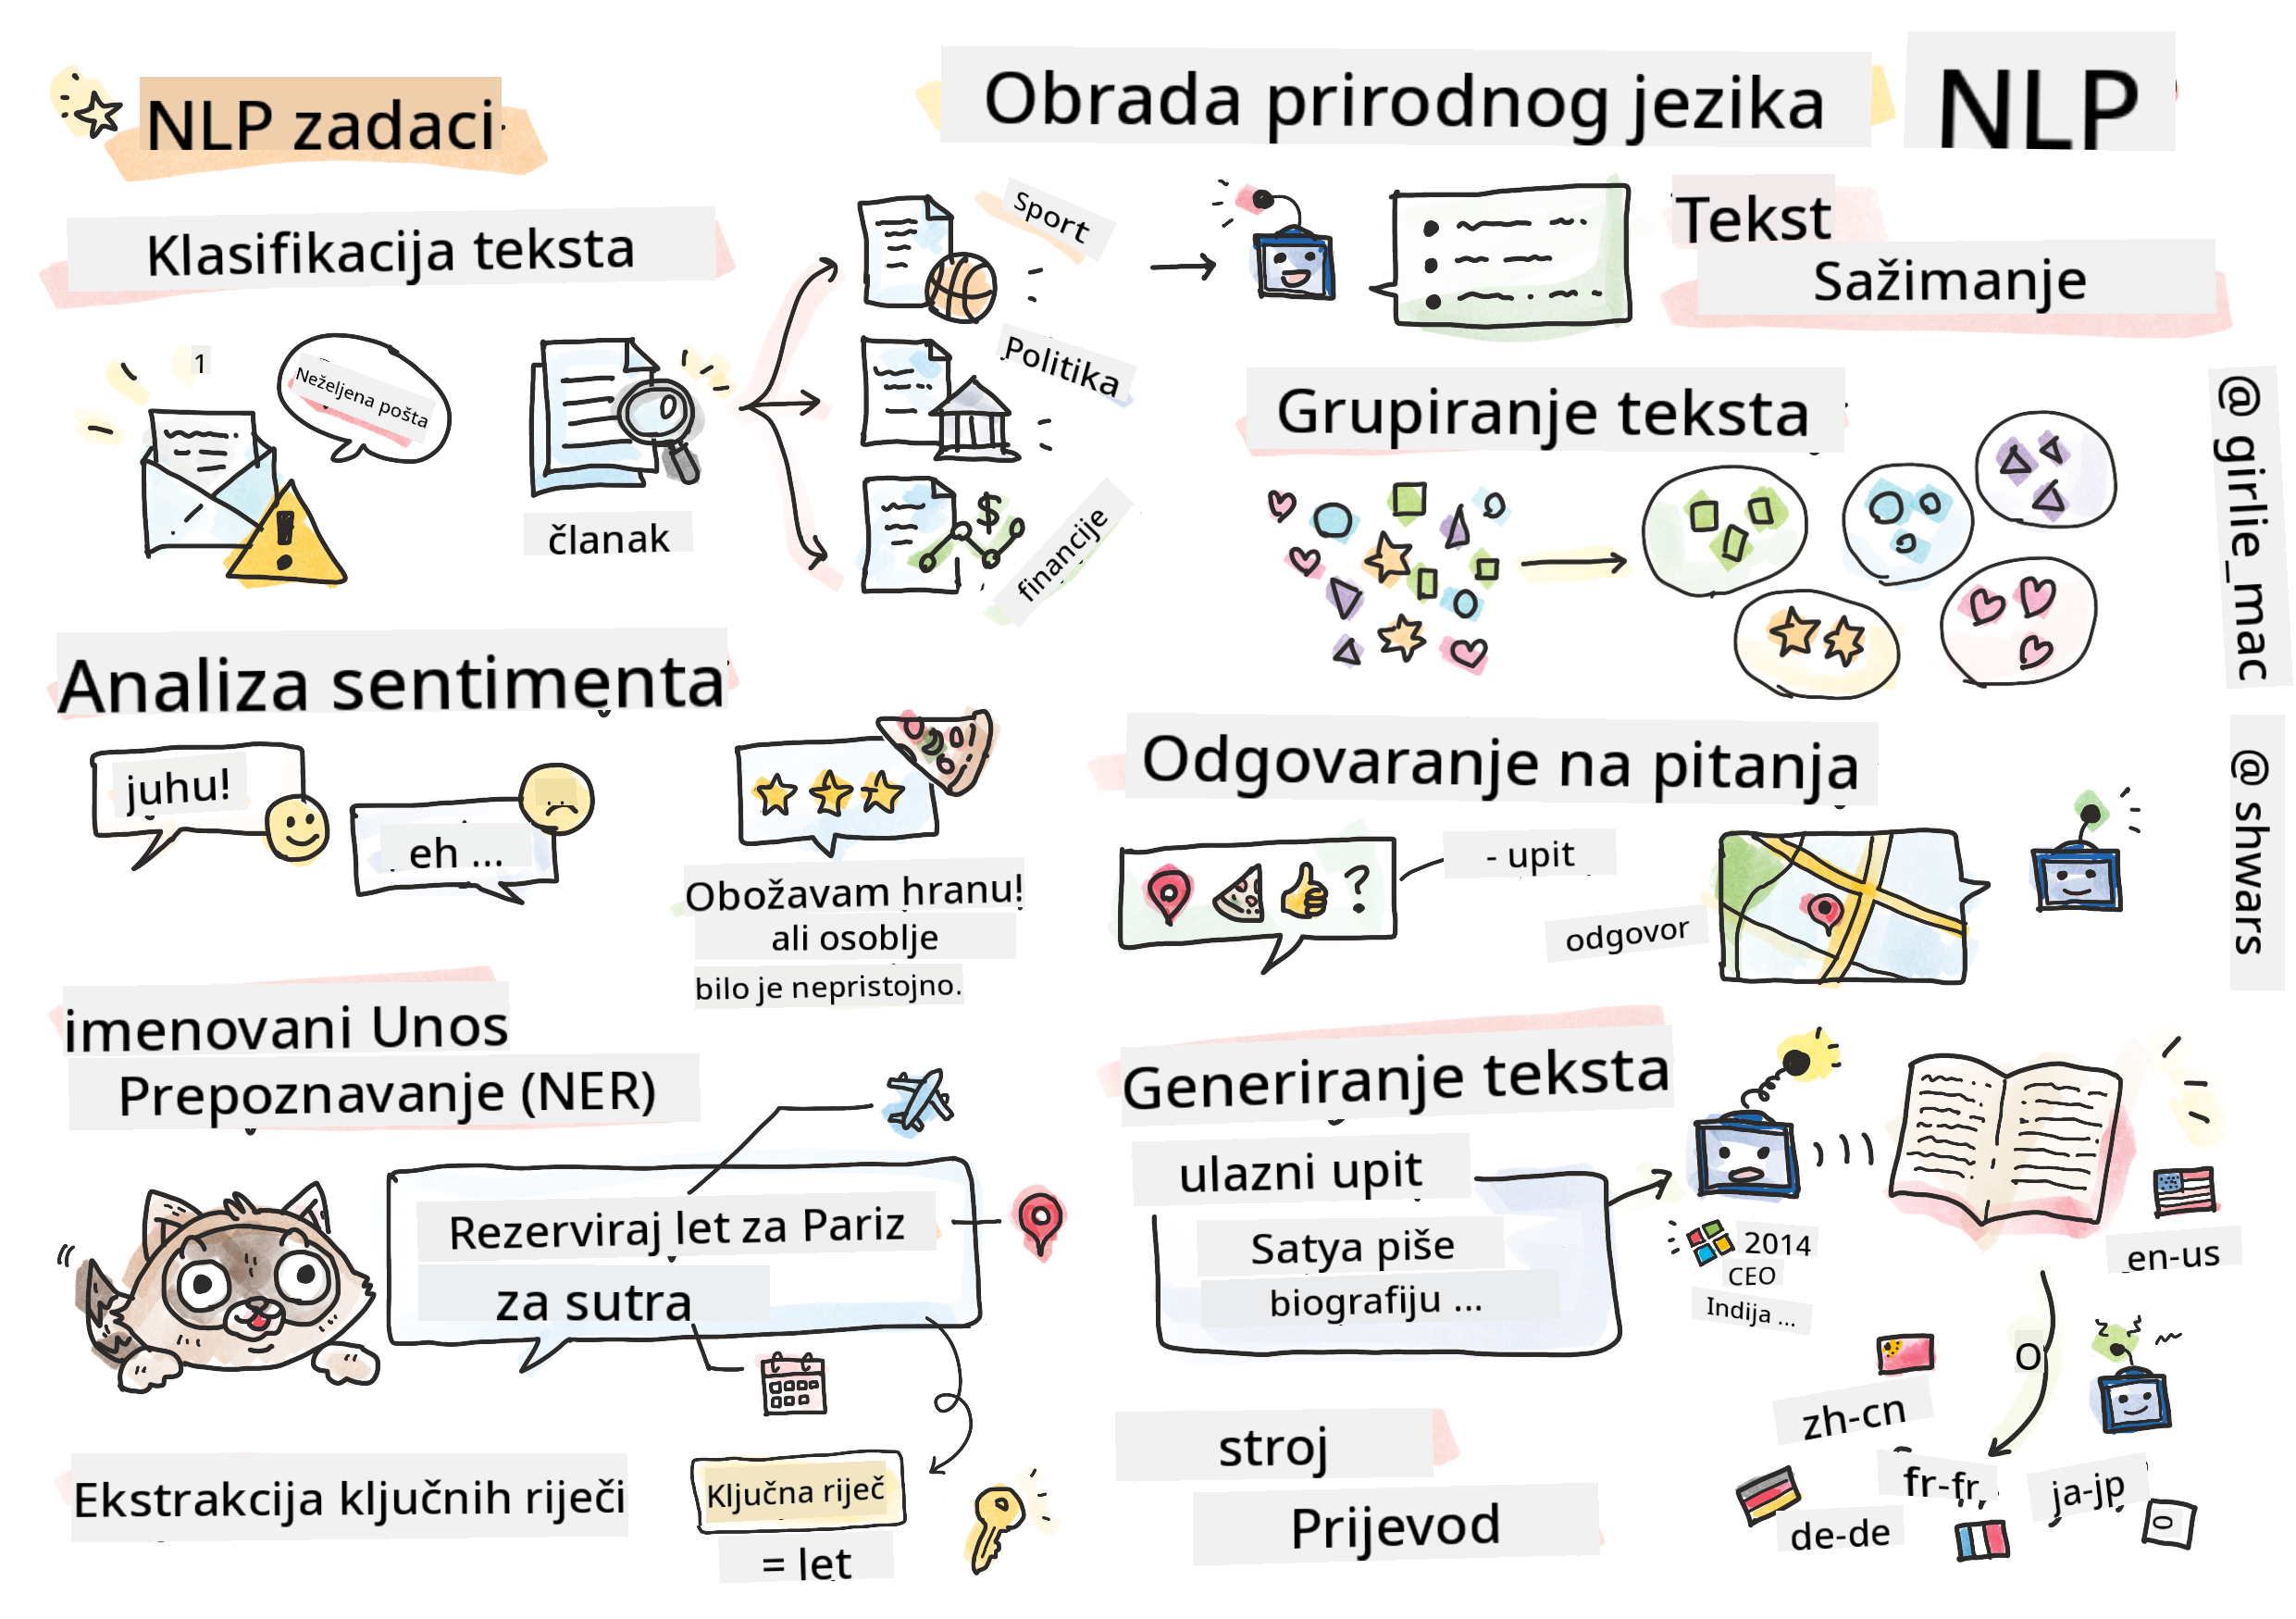 NLP zadaci
Obrada prirodnog jezika
NLP
Klasifikacija teksta
1
Neželjena pošta
članak
Sport
Politika
financije
$
Tekst
Sažimanje
Grupiranje teksta
@ girlie_mac
@ shwars
Analiza sentimenta
juhu!
eh ...
Obožavam hranu!
ali osoblje
bilo je nepristojno.
Odgovaranje na pitanja
?
- upit
odgovor
imenovani Unos
Prepoznavanje (NER)
Rezerviraj let za Pariz
za sutra
Ekstrakcija ključnih riječi
Ključna riječ
= let
Generiranje teksta
ulazni upit
Satya piše
biografiju ...
2014
CEO
Indija ...
stroj
Prijevod
en-us
O
zh-cn
fr-fr
ja-jp
de-de
0